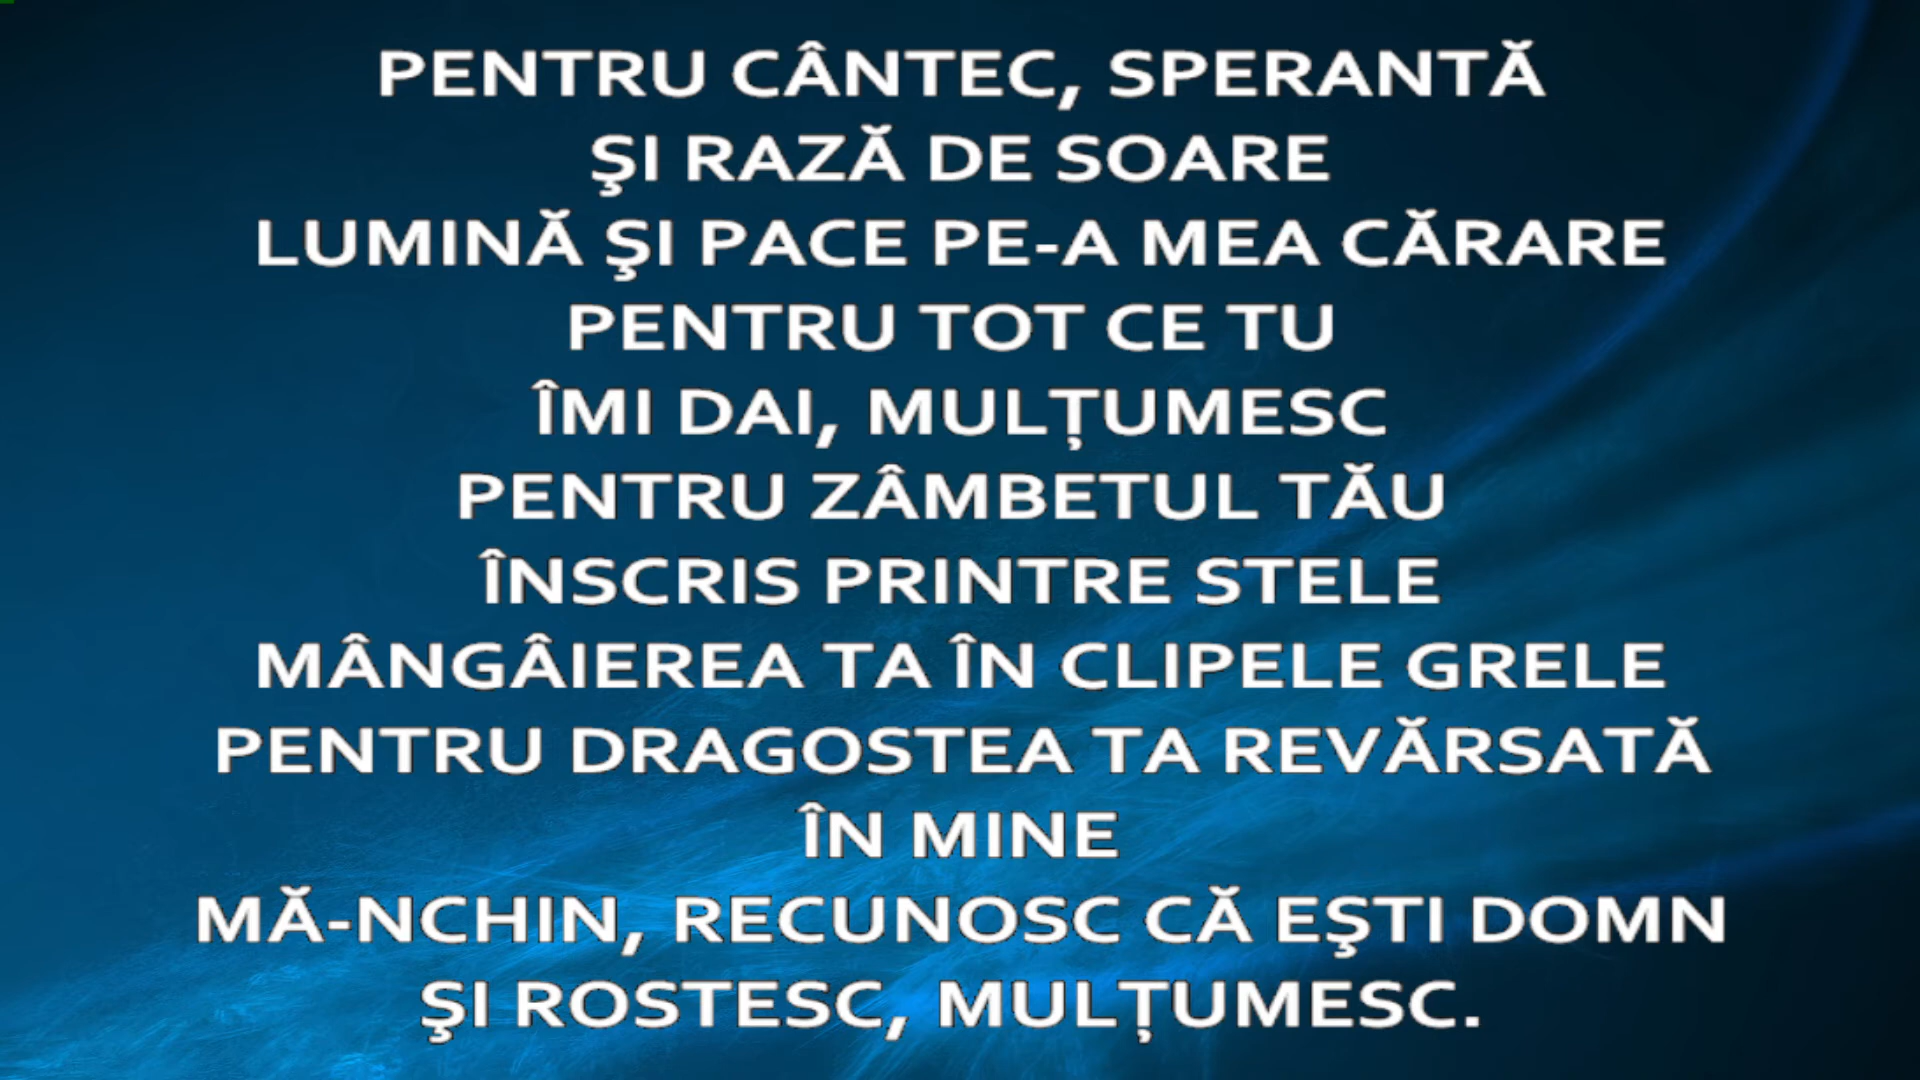 PENTRU CÂNTEC, SPERANTĂ
ŞI RAZĂ DE SOARE
LUMINĂ ŞI PACE PE-A MEA CĂRARE
PENTRU TOT CE TU
ÎMI DAI, MULŢUMESC
PENTRU ZÂMBETUL TĂU
ÎNSCRIS PRINTRE STELE
MÂNGÂIEREA TA ÎN CLIPELE GRELE
PENTRU DRAGOSTEA TA REVĂRSATĂ
ÎN MINE
MĂ-NCHIN, RECUNOSC CĂ EŞTI DOMN
ŞI ROSTESC, MULŢUMESC.